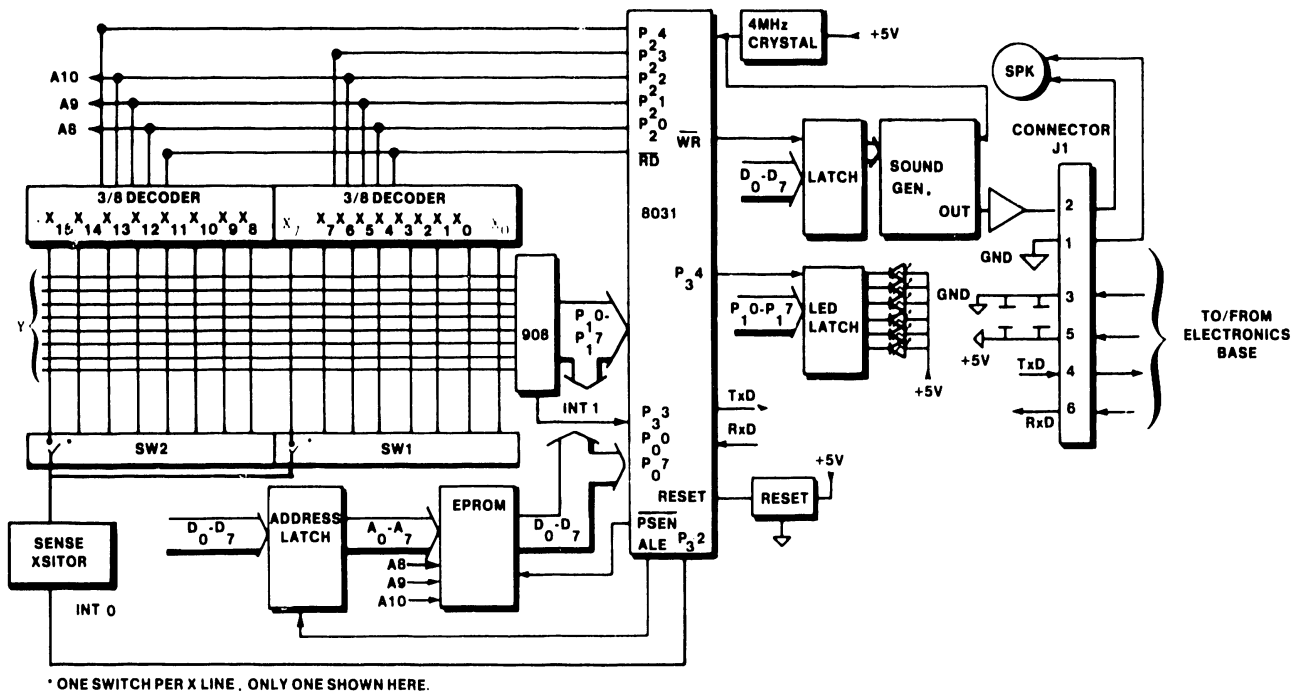 4MHz
CRYSTAL
+5V
SPK
CONNECTOR
J1
A10
A9
A8
P₂4
P₂3
P₂2
P₂1
P₂0
RD
WR
8031
P₃4
3/8 DECODER
X₁₅ X₁₄ X₁₃ X₁₂ X₁₁ X₁₀ X₉ X₈
3/8 DECODER
X₇ X₆ X₅ X₄ X₃ X₂ X₁ X₀
D₀-D₇
LATCH
SOUND
GEN.
OUT
2
1
GND
GND
3
5
+5V
TxD
4
RxD
6
TO/FROM
ELECTRONICS
BASE
Y
908
P₁0-
P₁7
INT 1
P₁0-P₁7
LED
LATCH
+5V
P₃3
P₀0
P₀7
TxD
RxD
SW2
SW1
RESET
RESET
+5V
PSEN
ALE
P₃2
D₀-D₇
ADDRESS
LATCH
A₀-A₇
EPROM
D₀-D₇
A8
A9
A10
SENSE
XSITOR
INT 0
* ONE SWITCH PER X LINE, ONLY ONE SHOWN HERE.